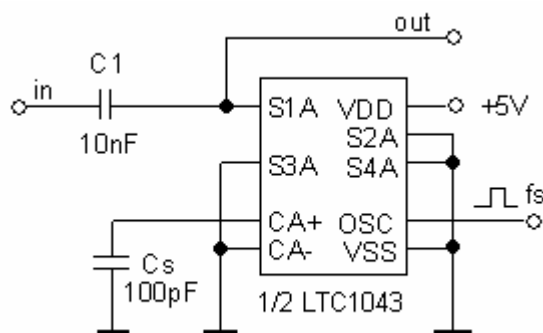 out
C1
in
10nF
S1A VDD +5V
S2A
S3A S4A
fs
CA+ OSC
CA- VSS
Cs
100pF
1/2 LTC1043